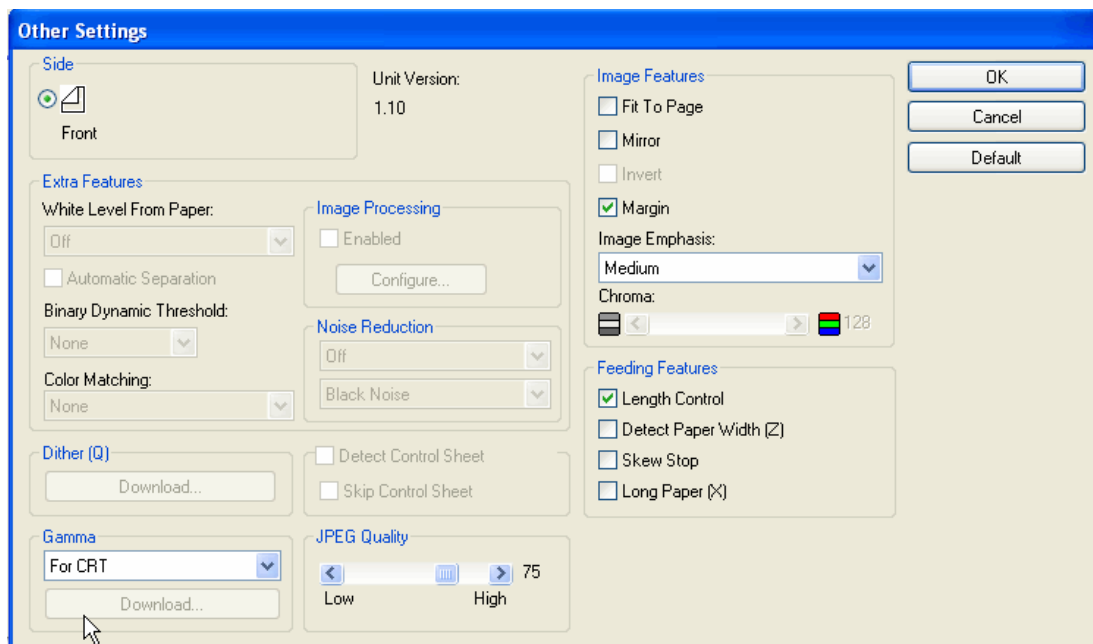 Other Settings
Side
Front
Unit Version:
1.10
Extra Features
White Level From Paper:
Off
Automatic Separation
Binary Dynamic Threshold:
None
Color Matching:
None
Image Processing
Enabled
Configure...
Noise Reduction
Off
Black Noise
Dither (Q)
Download...
Detect Control Sheet
Skip Control Sheet
Gamma
For CRT
Download...
JPEG Quality
75
Low High
Image Features
Fit To Page
Mirror
Invert
Margin
Image Emphasis:
Medium
Chroma:
128
Feeding Features
Length Control
Detect Paper Width (Z)
Skew Stop
Long Paper (X)
OK
Cancel
Default